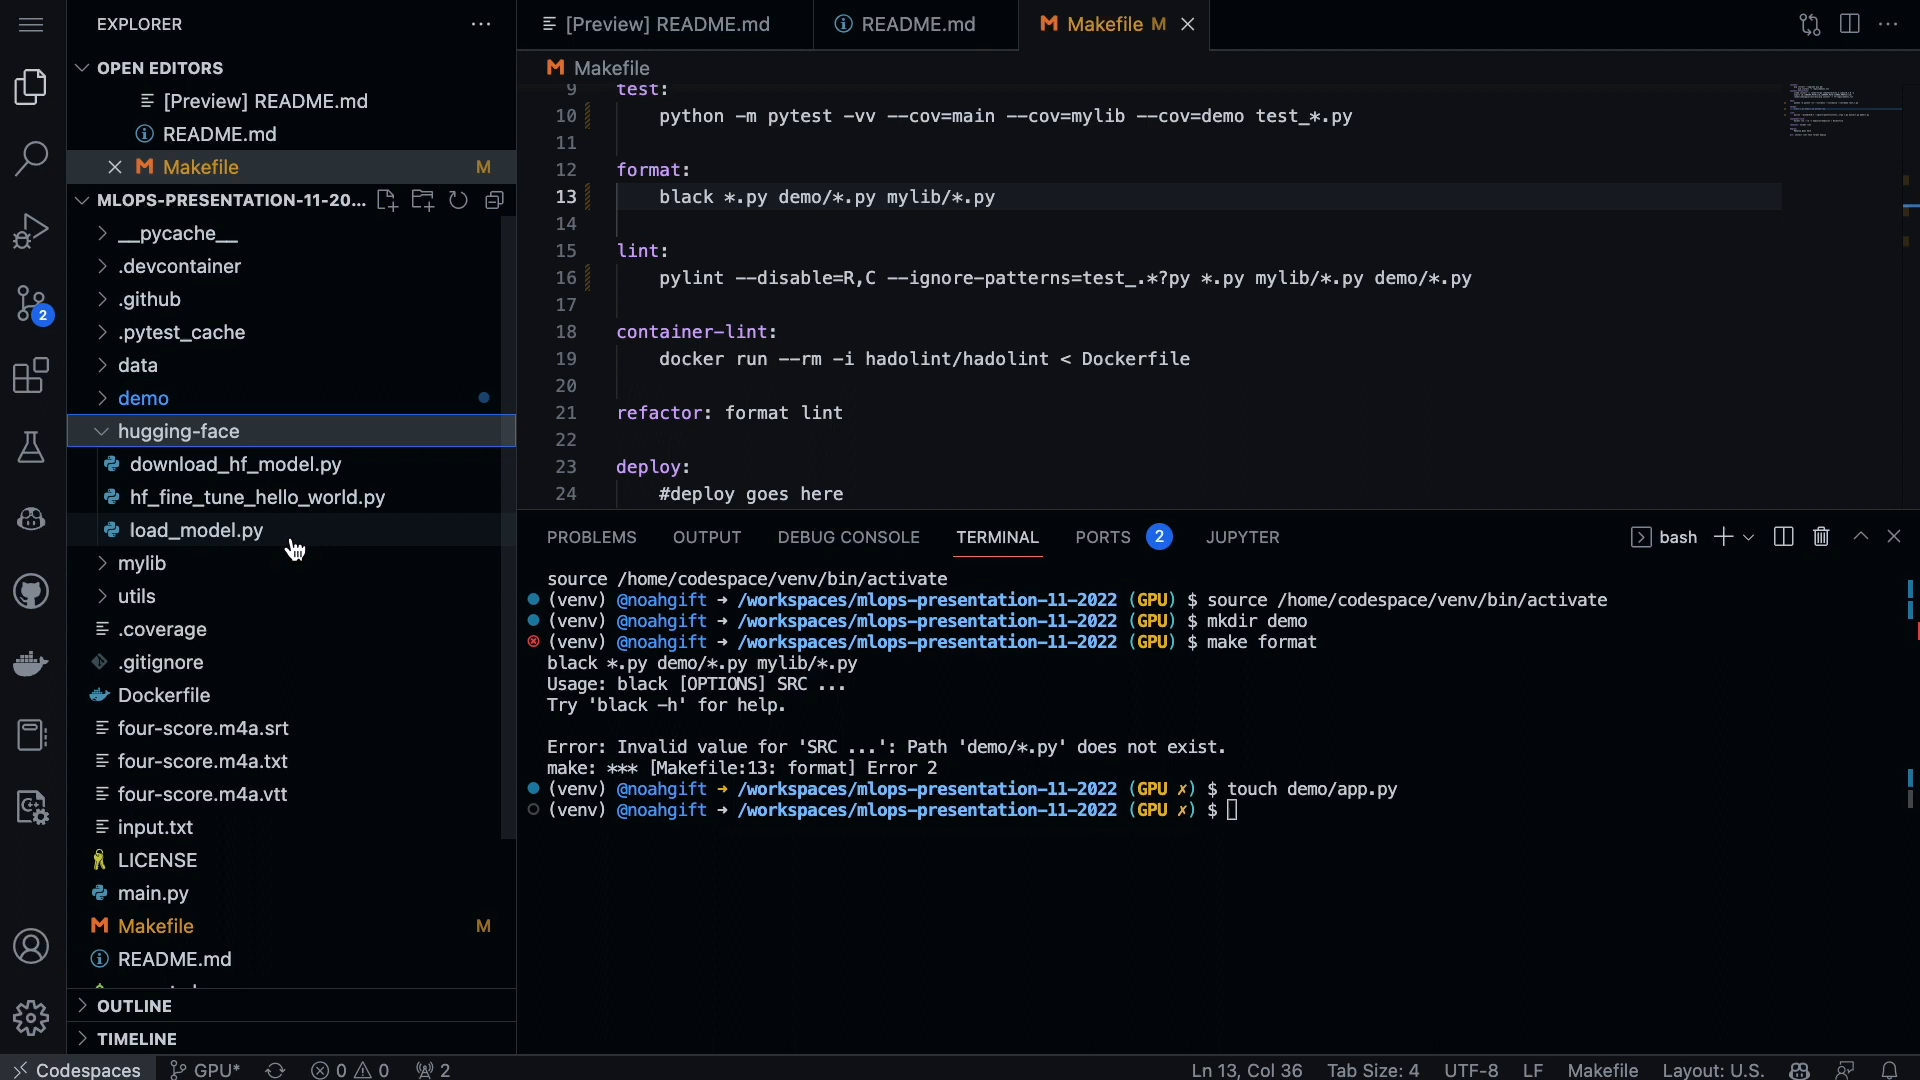 EXPLORER
[Preview] README.md
README.md
Makefile M
OPEN EDITORS
[Preview] README.md
README.md
Makefile M
MLOPS-PRESENTATION-11-20...
__pycache__
.devcontainer
.github
.pytest_cache
data
demo
hugging-face
download_hf_model.py
hf_fine_tune_hello_world.py
load_model.py
mylib
utils
.coverage
.gitignore
Dockerfile
four-score.m4a.srt
four-score.m4a.txt
four-score.m4a.vtt
input.txt
LICENSE
main.py
Makefile M
README.md
OUTLINE
TIMELINE
2
Makefile
9 test:
10 python -m pytest -vv --cov=main --cov=mylib --cov=demo test_*.py
11
12 format:
13 black *.py demo/*.py mylib/*.py
14
15 lint:
16 pylint --disable=R,C --ignore-patterns=test_.*?py *.py mylib/*.py demo/*.py
17
18 container-lint:
19 docker run --rm -i hadolint/hadolint < Dockerfile
20
21 refactor: format lint
22
23 deploy:
24 #deploy goes here
PROBLEMS OUTPUT DEBUG CONSOLE TERMINAL PORTS 2 JUPYTER
bash
source /home/codespace/venv/bin/activate
(venv) @noahgift ➜ /workspaces/mlops-presentation-11-2022 (GPU) $ source /home/codespace/venv/bin/activate
(venv) @noahgift ➜ /workspaces/mlops-presentation-11-2022 (GPU) $ mkdir demo
(venv) @noahgift ➜ /workspaces/mlops-presentation-11-2022 (GPU) $ make format
black *.py demo/*.py mylib/*.py
Usage: black [OPTIONS] SRC ...
Try 'black -h' for help.
Error: Invalid value for 'SRC ...': Path 'demo/*.py' does not exist.
make: *** [Makefile:13: format] Error 2
(venv) @noahgift ➜ /workspaces/mlops-presentation-11-2022 (GPU ✗) $ touch demo/app.py
(venv) @noahgift ➜ /workspaces/mlops-presentation-11-2022 (GPU ✗) $
Codespaces GPU* 0 0 2
Ln 13, Col 36 Tab Size: 4 UTF-8 LF Makefile Layout: U.S.